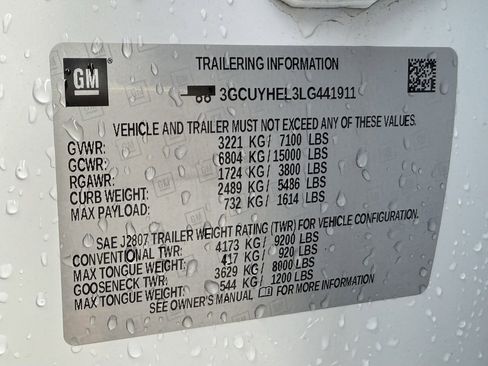 GM
TRAILERING INFORMATION
3GCUYHEL3LG441911
VEHICLE AND TRAILER MUST NOT EXCEED ANY OF THESE VALUES.
GVWR: 3221 KG/ 7100 LBS
GCWR: 6804 KG/15000 LBS
RGAWR: 1724 KG/ 3800 LBS
CURB WEIGHT: 2489 KG/ 5486 LBS
MAX PAYLOAD: 732 KG/ 1614 LBS
SAE J2807 TRAILER WEIGHT RATING (TWR) FOR VEHICLE CONFIGURATION.
CONVENTIONAL TWR: 4173 KG/ 9200 LBS
MAX TONGUE WEIGHT: 417 KG/ 920 LBS
GOOSENECK TWR: 3629 KG/ 8000 LBS
MAX TONGUE WEIGHT: 544 KG/ 1200 LBS
SEE OWNER'S MANUAL FOR MORE INFORMATION